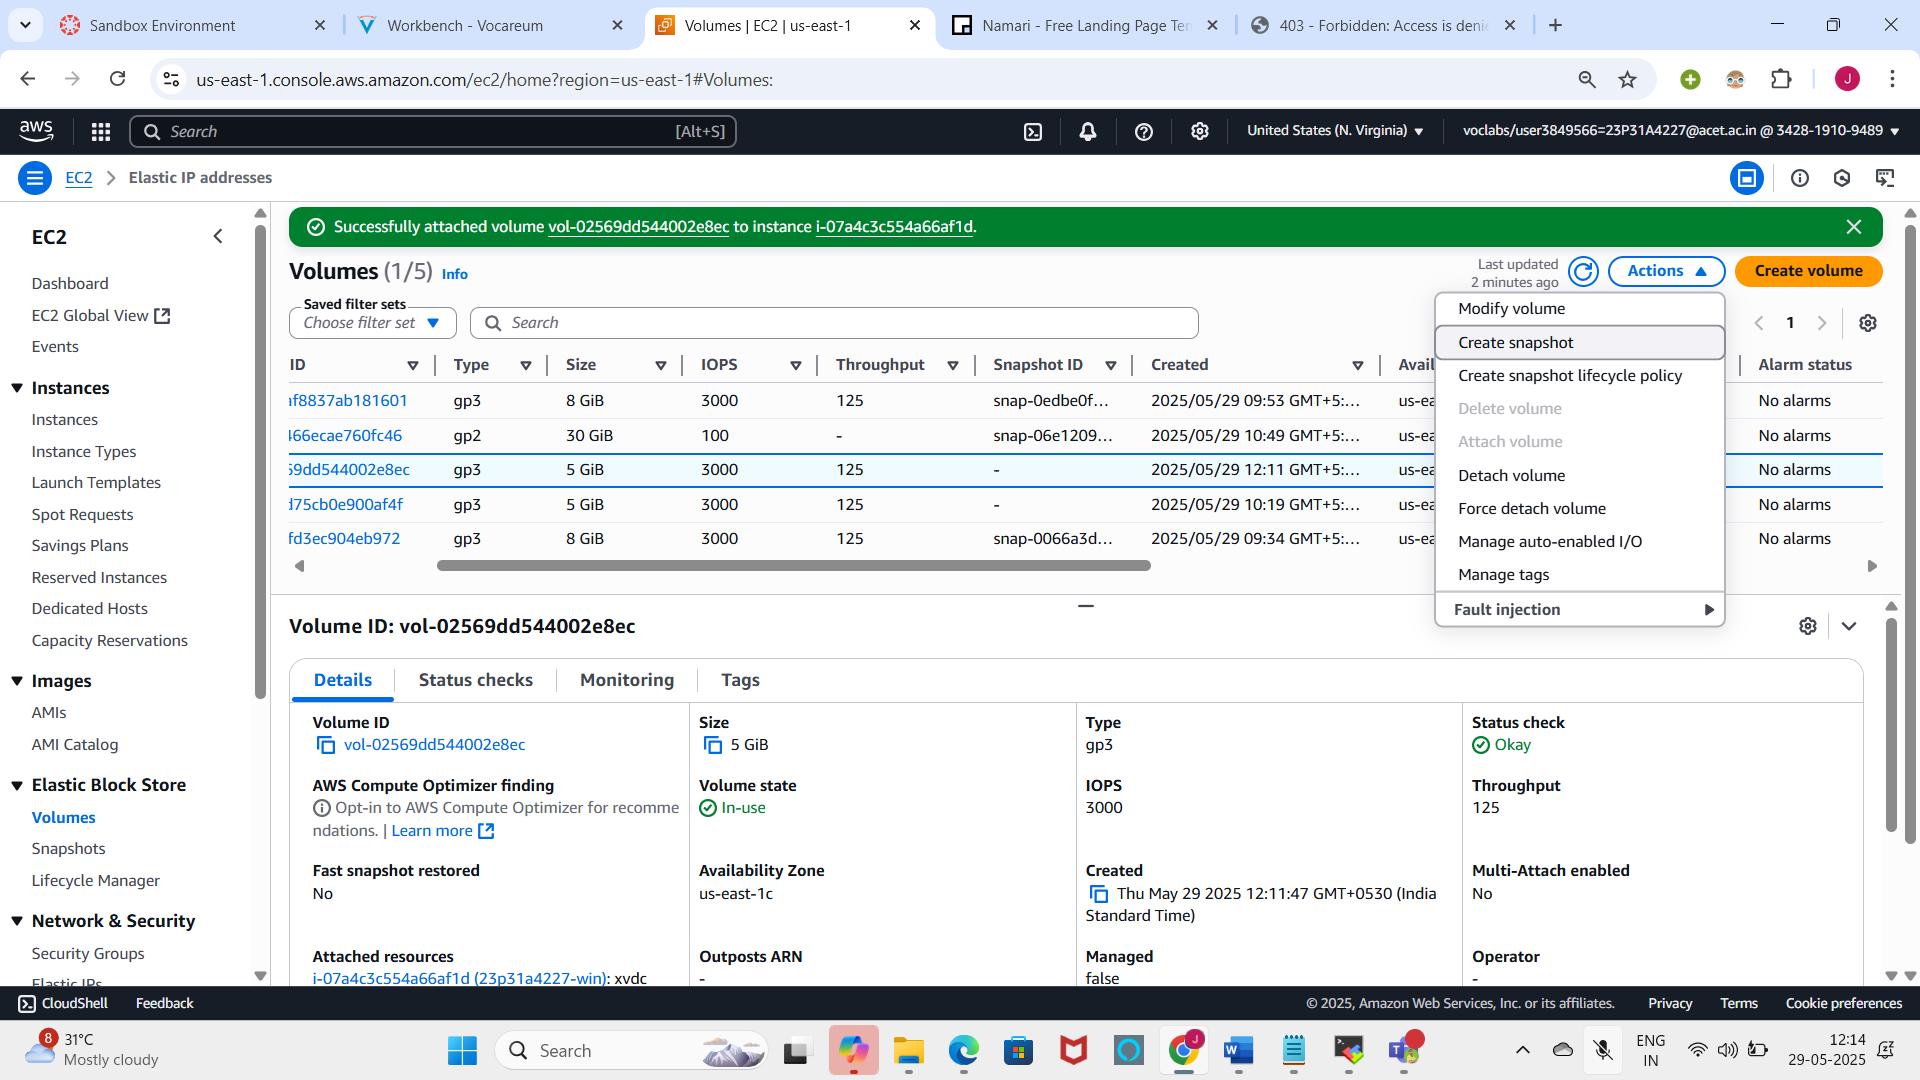 Sandbox Environment
Workbench - Vocareum
Volumes | EC2 | us-east-1
Namari - Free Landing Page Ten
403 - Forbidden: Access is denie
us-east-1.console.aws.amazon.com/ec2/home?region=us-east-1#Volumes:
J
aws
Search
[Alt+S]
United States (N. Virginia)
voclabs/user3849566=23P31A4227@acet.ac.in @ 3428-1910-9489
EC2
Elastic IP addresses
EC2
Dashboard
EC2 Global View
Events
Instances
Instances
Instance Types
Launch Templates
Spot Requests
Savings Plans
Reserved Instances
Dedicated Hosts
Capacity Reservations
Images
AMIs
AMI Catalog
Elastic Block Store
Volumes
Snapshots
Lifecycle Manager
Network & Security
Security Groups
Elastic IPs
Successfully attached volume vol-02569dd544002e8ec to instance i-07a4c3c554a66af1d.
Volumes (1/5) Info
Last updated
2 minutes ago
Actions
Create volume
Saved filter sets
Choose filter set
Search
1
Modify volume
Create snapshot
Create snapshot lifecycle policy
Delete volume
Attach volume
Detach volume
Force detach volume
Manage auto-enabled I/O
Manage tags
Fault injection
ID Type Size IOPS Throughput Snapshot ID Created Avail Alarm status
af8837ab181601 gp3 8 GiB 3000 125 snap-0edbe0f... 2025/05/29 09:53 GMT+5:... us-ea No alarms
466ecae760fc46 gp2 30 GiB 100 - snap-06e1209... 2025/05/29 10:49 GMT+5:... us-ea No alarms
69dd544002e8ec gp3 5 GiB 3000 125 - 2025/05/29 12:11 GMT+5:... us-ea No alarms
d75cb0e900af4f gp3 5 GiB 3000 125 - 2025/05/29 10:19 GMT+5:... us-ea No alarms
fd3ec904eb972 gp3 8 GiB 3000 125 snap-0066a3d... 2025/05/29 09:34 GMT+5:... us-ea No alarms
Volume ID: vol-02569dd544002e8ec
Details
Status checks
Monitoring
Tags
Volume ID
vol-02569dd544002e8ec
Size
5 GiB
Type
gp3
Status check
Okay
AWS Compute Optimizer finding
Opt-in to AWS Compute Optimizer for recomme
ndations. | Learn more
Volume state
In-use
IOPS
3000
Throughput
125
Fast snapshot restored
No
Availability Zone
us-east-1c
Created
Thu May 29 2025 12:11:47 GMT+0530 (India
Standard Time)
Multi-Attach enabled
No
Attached resources
i-07a4c3c554a66af1d (23p31a4227-win): xvdc
Outposts ARN
-
Managed
false
Operator
-
CloudShell
Feedback
© 2025, Amazon Web Services, Inc. or its affiliates.
Privacy
Terms
Cookie preferences
8
31°C
Mostly cloudy
Search
ENG
IN
12:14
29-05-2025